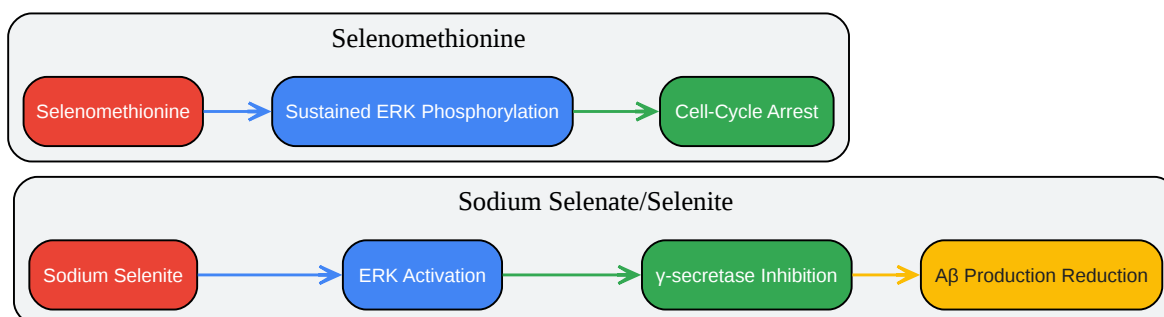 Selenomethionine
Selenomethionine
Sustained ERK Phosphorylation
Cell-Cycle Arrest
Sodium Selenate/Selenite
Sodium Selenite
ERK Activation
γ-secretase Inhibition
Aβ Production Reduction